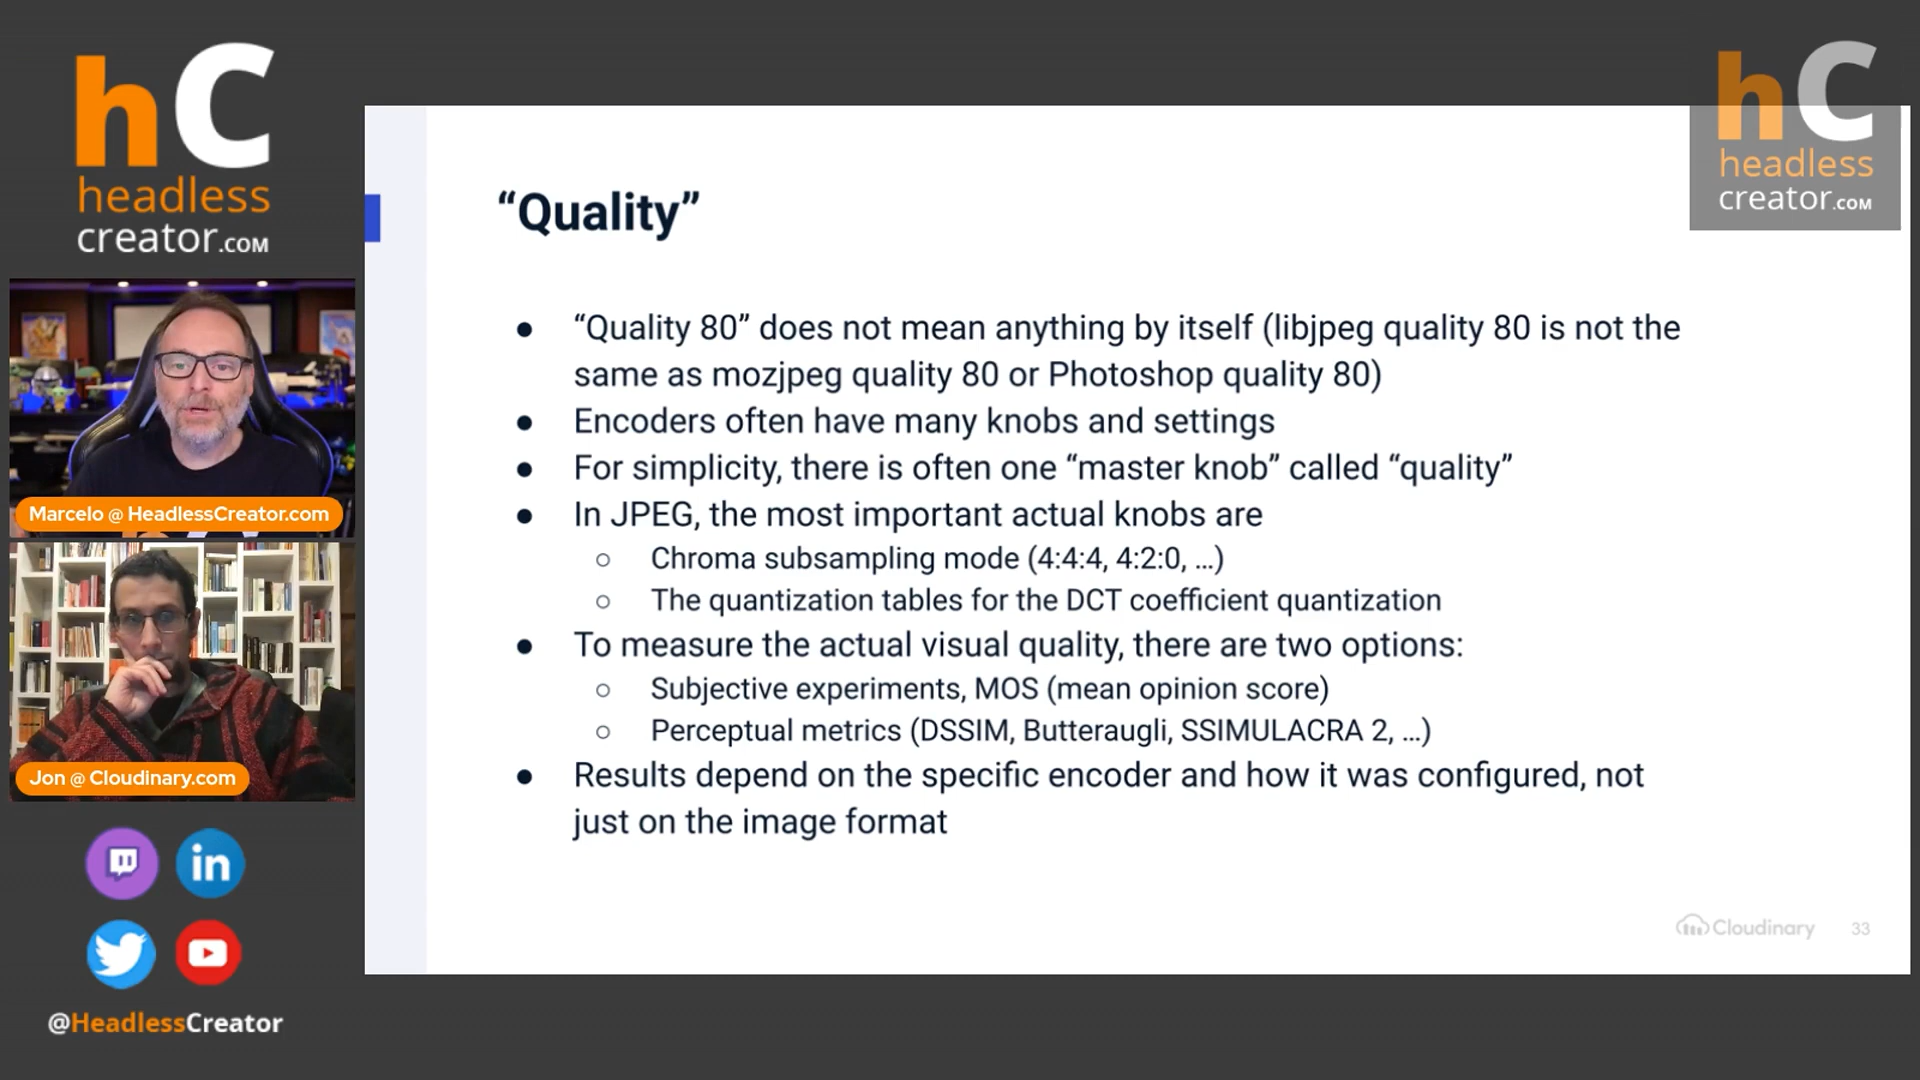 hC
headless
creator.COM
Marcelo @ HeadlessCreator.com
Jon @ Cloudinary.com
in
@HeadlessCreator
“Quality”
● “Quality 80” does not mean anything by itself (libjpeg quality 80 is not the
same as mozjpeg quality 80 or Photoshop quality 80)
● Encoders often have many knobs and settings
● For simplicity, there is often one “master knob” called “quality”
● In JPEG, the most important actual knobs are
○ Chroma subsampling mode (4:4:4, 4:2:0, …)
○ The quantization tables for the DCT coefficient quantization
● To measure the actual visual quality, there are two options:
○ Subjective experiments, MOS (mean opinion score)
○ Perceptual metrics (DSSIM, Butteraugli, SSIMULACRA 2, …)
● Results depend on the specific encoder and how it was configured, not
just on the image format
Cloudinary 33
hC
headless
creator.COM